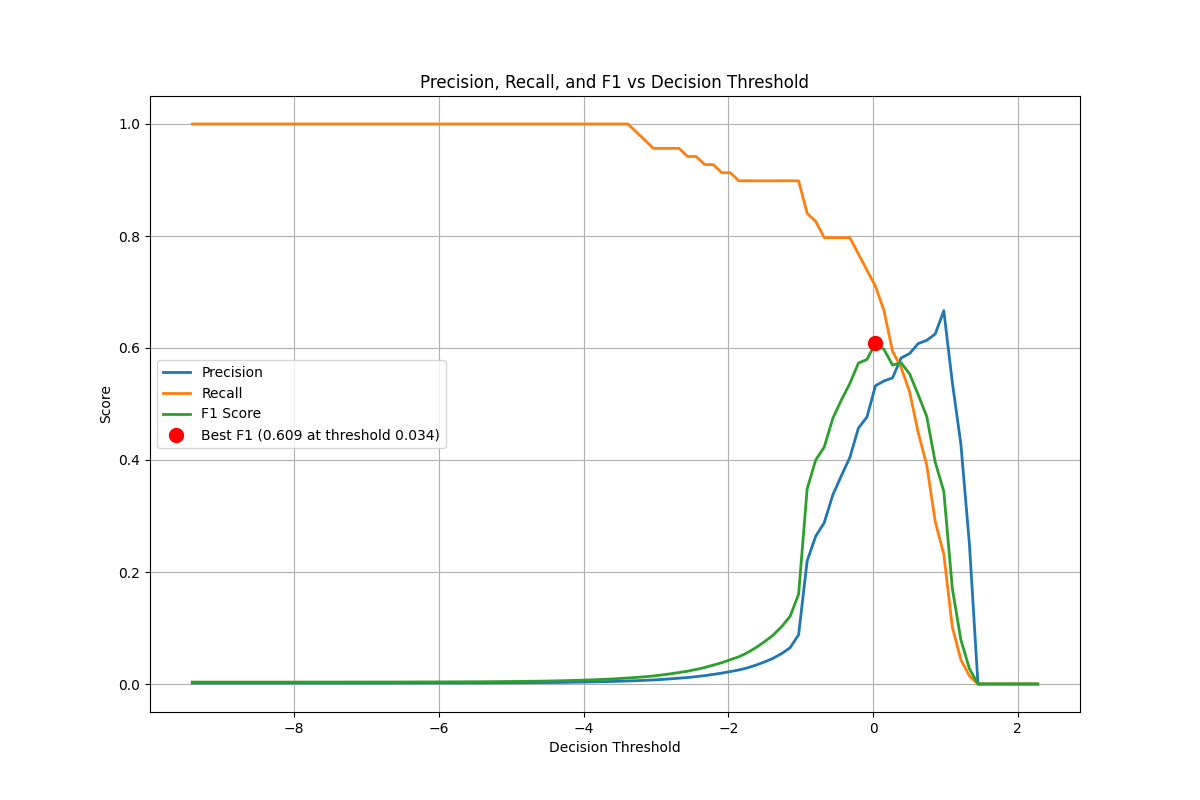 Precision, Recall, and F1 vs Decision Threshold
1.0
0.8
0.6
0.4
0.2
0.0
Score
Precision
Recall
F1 Score
Best F1 (0.609 at threshold 0.034)
−8
−6
−4
−2
0
2
Decision Threshold